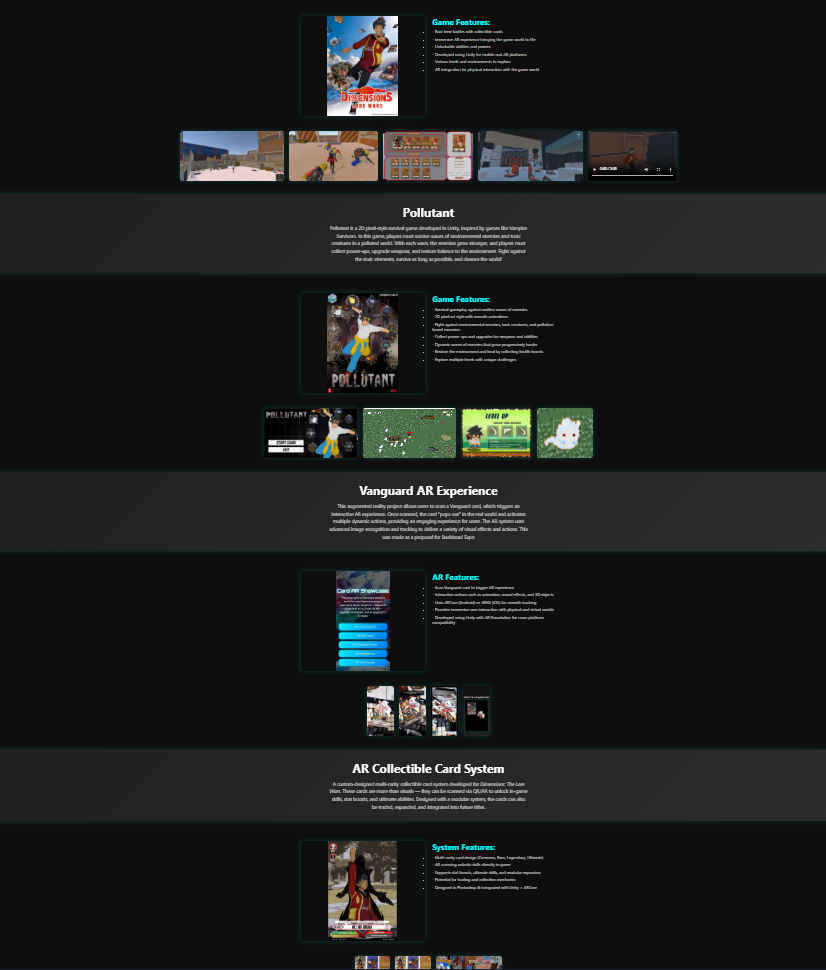 Game Features:
· Real-time battles with collectible cards
· Immersive AR experience bringing the game world to life
· Unlockable abilities and powers
· Developed using Unity for mobile and AR platforms
· Various levels and environments to explore
· AR integration for physical interaction with the game world
DIMENSIONS
LORE WARS
Pollutant
Pollutant is a 2D pixel-style survival game developed in Unity, inspired by games like Vampire
Survivors. In this game, players must survive waves of environmental enemies and toxic
creatures in a polluted world. With each wave, the enemies grow stronger, and players must
collect power-ups, upgrade weapons, and restore balance to the environment. Fight against
the toxic elements, survive as long as possible, and cleanse the world!
Game Features:
· Survival gameplay against endless waves of enemies
· 2D pixel art style with smooth animations
· Fight against environmental enemies, toxic creatures, and pollution-
based monsters
· Collect power-ups and upgrades for weapons and abilities
· Dynamic waves of enemies that grow progressively harder
· Restore the environment and heal by collecting health boosts
· Explore multiple levels with unique challenges
POLLUTANT
POLLUTANT
START GAME
EXIT
LEVEL UP
Vanguard AR Experience
This augmented reality project allows users to scan a Vanguard card, which triggers an
interactive AR experience. Once scanned, the card "pops out" in the real world and activates
multiple dynamic actions, providing an engaging experience for users. The AR system uses
advanced image recognition and tracking to deliver a variety of visual effects and actions. This
was made as a proposal for Bushiroad Expo
AR Features:
· Scan Vanguard card to trigger AR experience
· Interactive actions such as animation, sound effects, and 3D objects
· Uses ARCore (Android) or ARKit (iOS) for smooth tracking
· Provides immersive user interaction with physical and virtual worlds
· Developed using Unity with AR Foundation for cross-platform
compatibility
Card AR Showcase
AR Collectible Card System
A custom-designed multi-rarity collectible card system developed for Dimensions: The Lore
Wars. These cards are more than visuals — they can be scanned via QR/AR to unlock in-game
skills, stat boosts, and ultimate abilities. Designed with a modular system, the cards can also
be traded, expanded, and integrated into future titles.
System Features:
· Multi-rarity card design (Common, Rare, Legendary, Ultimate)
· AR scanning unlocks skills directly in-game
· Supports stat boosts, ultimate skills, and modular expansion
· Potential for trading and collection mechanics
· Designed in Photoshop AI integrated with Unity + ARCore